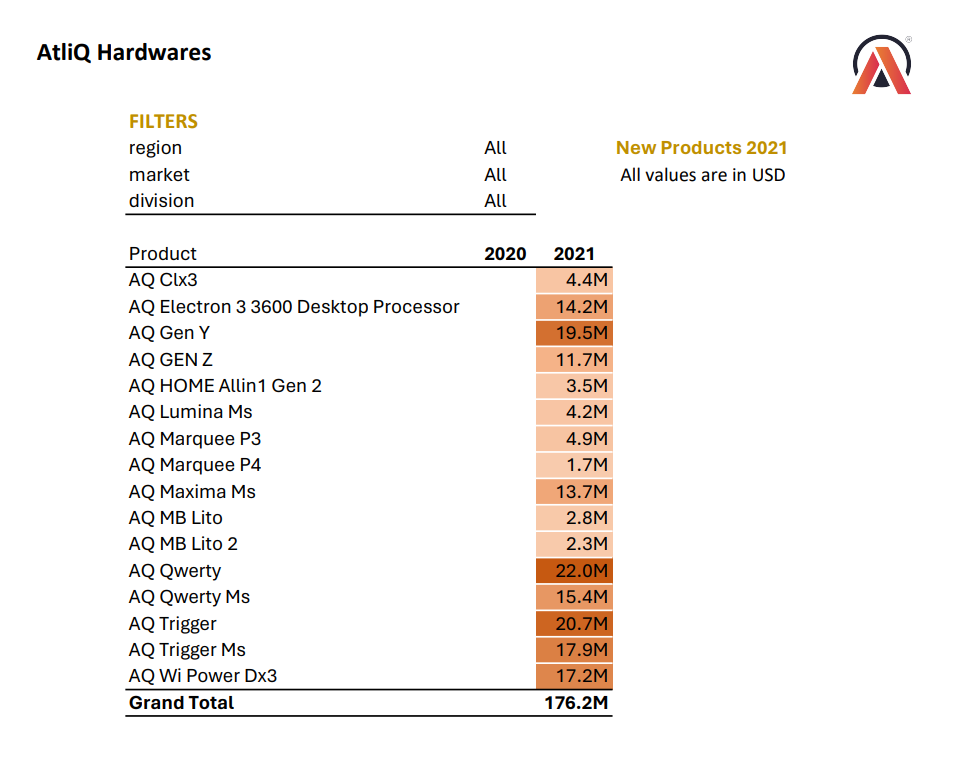 AtliQ Hardwares
®
FILTERS
region All New Products 2021
market All All values are in USD
division All
Product 2020 2021
AQ Clx3 4.4M
AQ Electron 3 3600 Desktop Processor 14.2M
AQ Gen Y 19.5M
AQ GEN Z 11.7M
AQ HOME Allin1 Gen 2 3.5M
AQ Lumina Ms 4.2M
AQ Marquee P3 4.9M
AQ Marquee P4 1.7M
AQ Maxima Ms 13.7M
AQ MB Lito 2.8M
AQ MB Lito 2 2.3M
AQ Qwerty 22.0M
AQ Qwerty Ms 15.4M
AQ Trigger 20.7M
AQ Trigger Ms 17.9M
AQ Wi Power Dx3 17.2M
Grand Total 176.2M